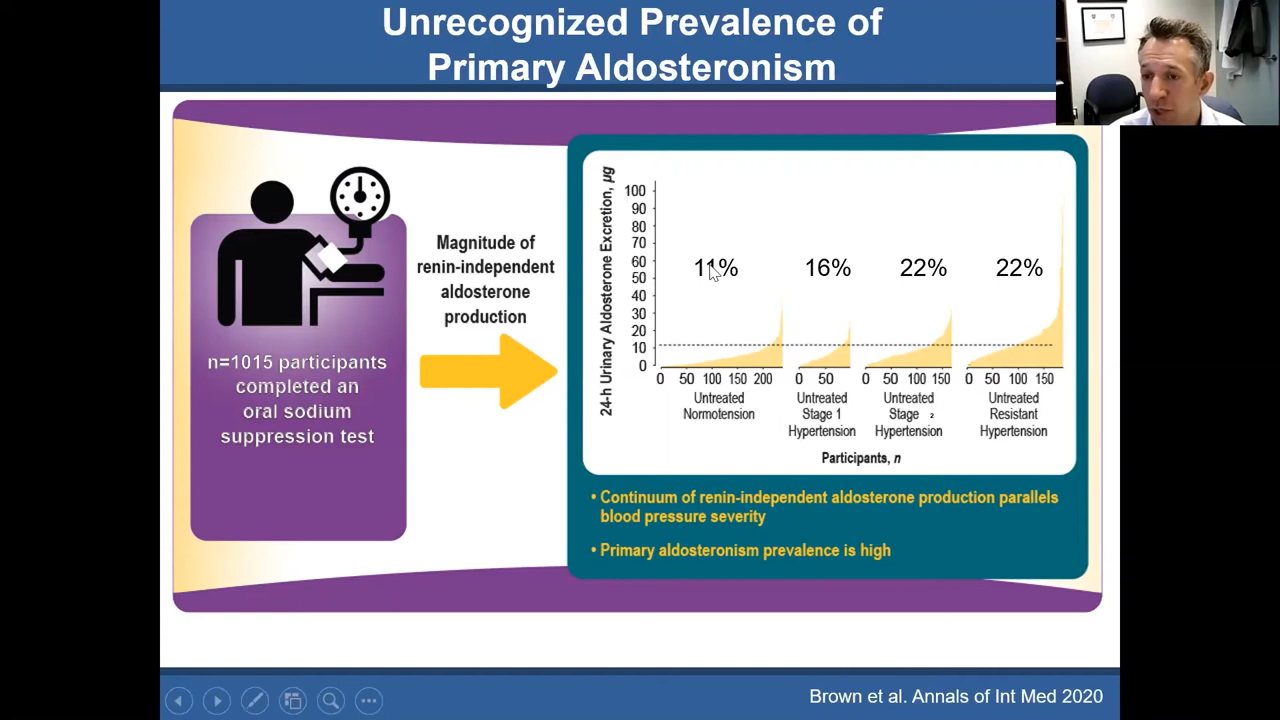 Unrecognized Prevalence of
Primary Aldosteronism
n=1015 participants
completed an
oral sodium
suppression test
Magnitude of
renin-independent
aldosterone
production
24-h Urinary Aldosterone Excretion, µg
100
90
80
70
60
50
40
30
20
10
0
11%
16%
22%
22%
0 50 100 150 200
0 50
0 50 100 150
0 50 100 150
Untreated
Normotension
Untreated
Stage 1
Hypertension
Untreated
Stage 2
Hypertension
Untreated
Resistant
Hypertension
Participants, n
• Continuum of renin-independent aldosterone production parallels
blood pressure severity
• Primary aldosteronism prevalence is high
Brown et al. Annals of Int Med 2020